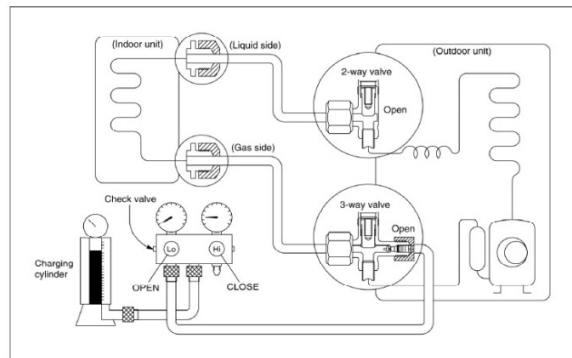 (Indoor unit)
(Liquid side)
2-way valve
(Outdoor unit)
Open
(Gas side)
3-way valve
Check valve
Open
Lo
Hi
Charging
cylinder
OPEN
CLOSE